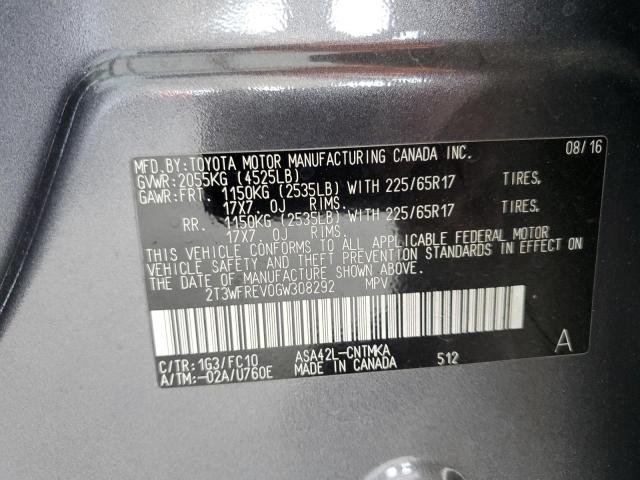 MFD.BY:TOYOTA MOTOR MANUFACTURING CANADA INC. 08/16
GVWR:2055KG (4525LB)
GAWR:FRT. 1150KG (2535LB) WITH 225/65R17 TIRES,
17X7.0J RIMS.
RR. 1150KG (2535LB) WITH 225/65R17 TIRES,
17X7.0J RIMS.
THIS VEHICLE CONFORMS TO ALL APPLICABLE FEDERAL MOTOR
VEHICLE SAFETY AND THEFT PREVENTION STANDARDS IN EFFECT ON
THE DATE OF MANUFACTURE SHOWN ABOVE.
2T3WFREV0GW308292 MPV
A
C/TR:1G3/FC10 ASA42L-CNTMKA 512
A/TM:-02A/U760E MADE IN CANADA